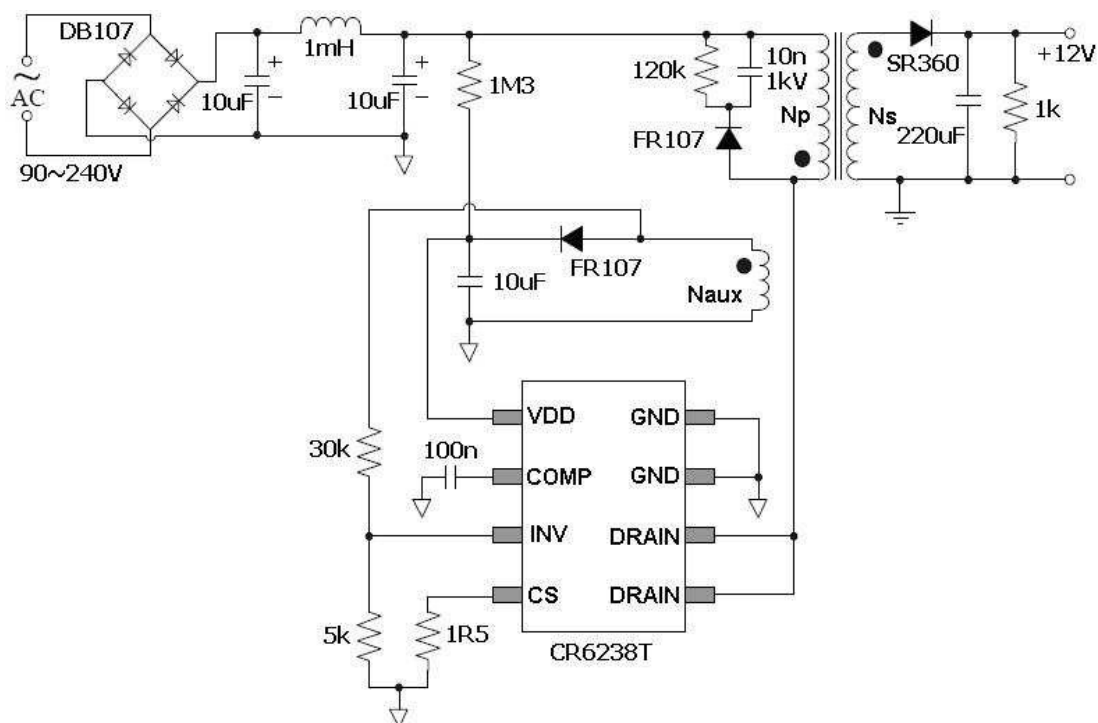 DB107
1mH
+
10uF
−
+
10uF
−
1M3
120k
10n
1kV
SR360
+12V
~
AC
90~240V
FR107
Np
Ns
220uF
1k
FR107
10uF
Naux
VDD
GND
30k
100n
COMP
GND
INV
DRAIN
CS
DRAIN
5k
1R5
CR6238T